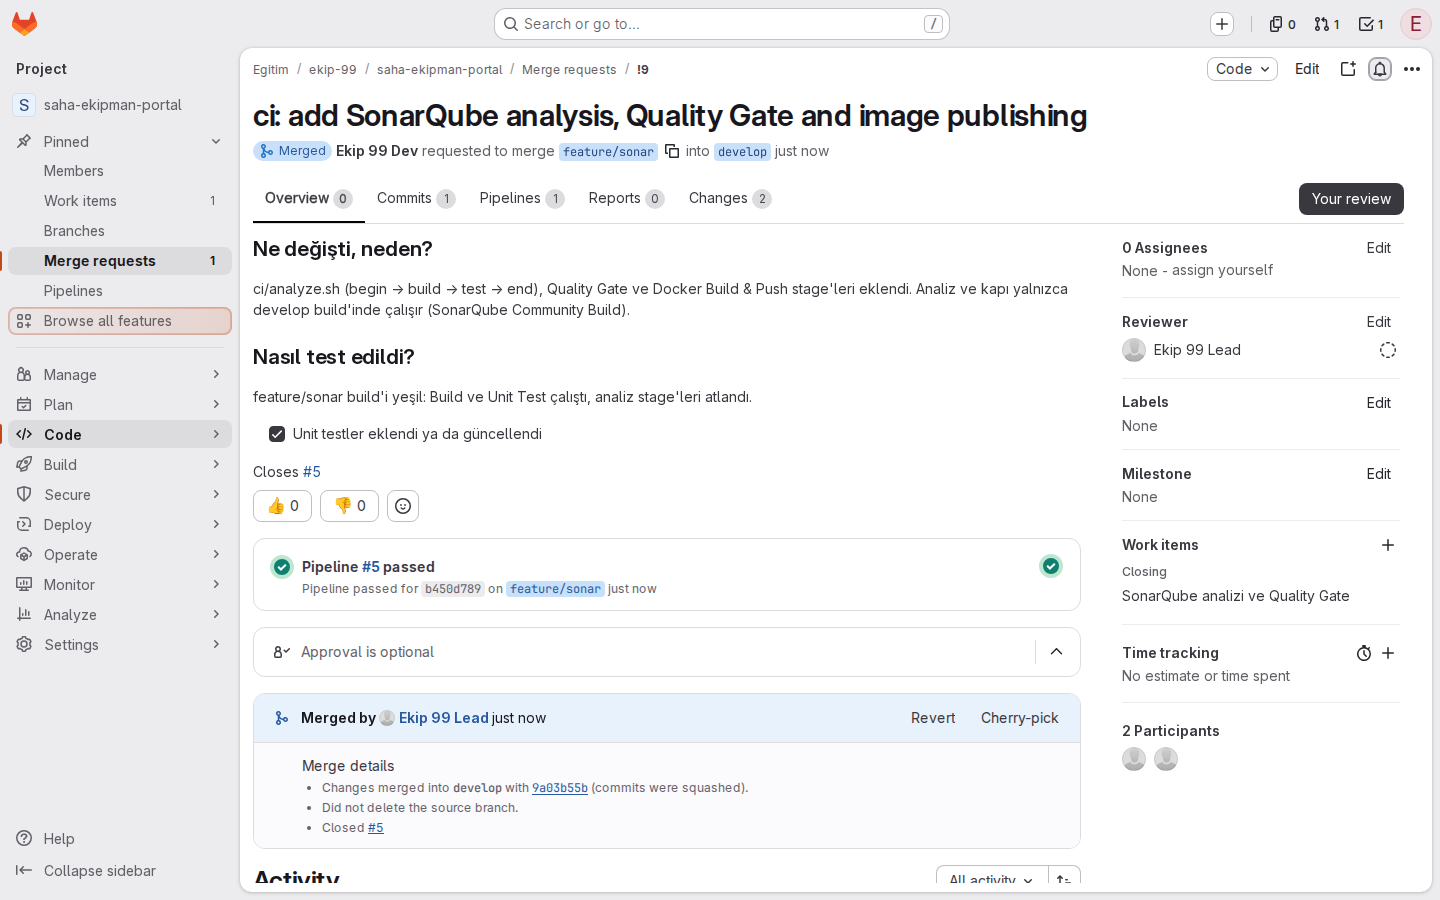 Search or go to...
/
0
1
1
E
Project
S
saha-ekipman-portal
Pinned
Members
Work items 1
Branches
Merge requests 1
Pipelines
Browse all features
Manage
Plan
Code
Build
Secure
Deploy
Operate
Monitor
Analyze
Settings
Help
Collapse sidebar
Egitim / ekip-99 / saha-ekipman-portal / Merge requests / !9
Code
Edit
ci: add SonarQube analysis, Quality Gate and image publishing
Merged Ekip 99 Dev requested to merge feature/sonar into develop just now
Overview 0
Commits 1
Pipelines 1
Reports 0
Changes 2
Your review
Ne değişti, neden?
ci/analyze.sh (begin → build → test → end), Quality Gate ve Docker Build & Push stage'leri eklendi. Analiz ve kapı yalnızca
develop build'inde çalışır (SonarQube Community Build).
Nasıl test edildi?
feature/sonar build'i yeşil: Build ve Unit Test çalıştı, analiz stage'leri atlandı.
Unit testler eklendi ya da güncellendi
Closes #5
👍 0
👎 0
Pipeline #5 passed
Pipeline passed for b450d789 on feature/sonar just now
Approval is optional
Merged by Ekip 99 Lead just now
Revert
Cherry-pick
Merge details
• Changes merged into develop with 9a03b55b (commits were squashed).
• Did not delete the source branch.
• Closed #5
Activity
All activity
0 Assignees
Edit
None - assign yourself
Reviewer
Edit
Ekip 99 Lead
Labels
Edit
None
Milestone
Edit
None
Work items
Closing
SonarQube analizi ve Quality Gate
Time tracking
No estimate or time spent
2 Participants